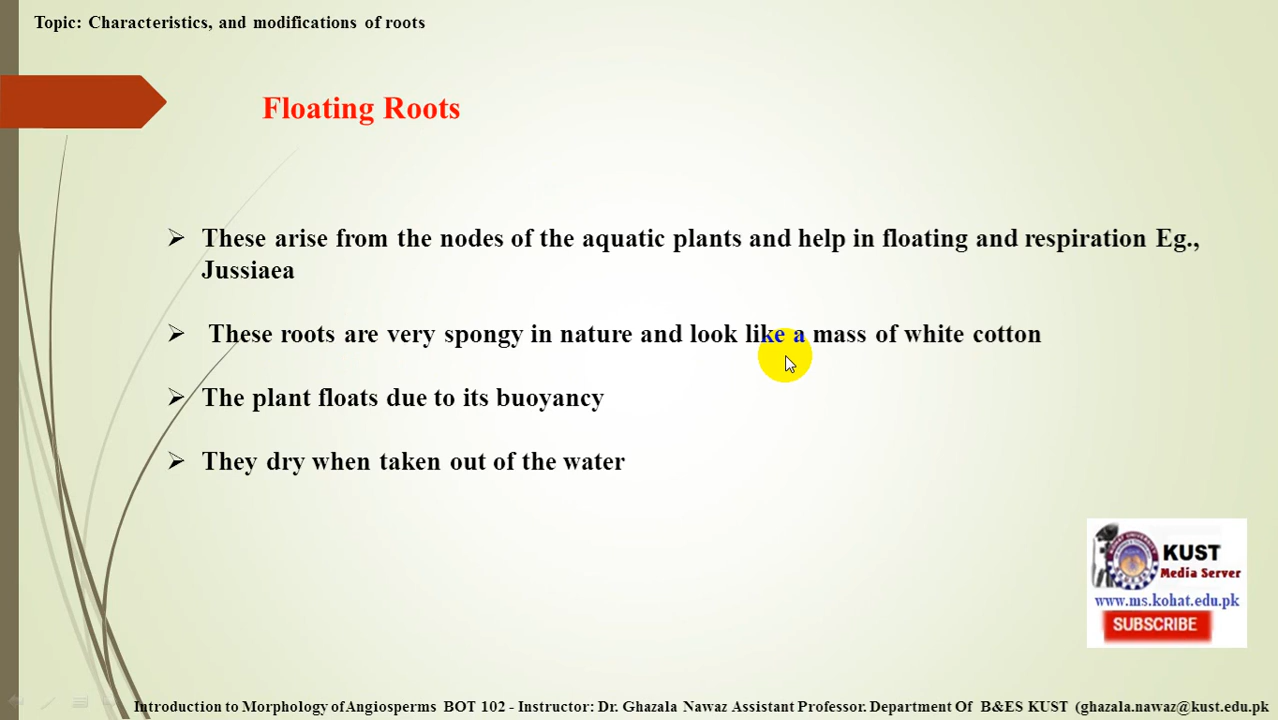 Topic: Characteristics, and modifications of roots
Floating Roots
➢ These arise from the nodes of the aquatic plants and help in floating and respiration Eg.,
Jussiaea
➢ These roots are very spongy in nature and look like a mass of white cotton
➢ The plant floats due to its buoyancy
➢ They dry when taken out of the water
KUST
Media Server
www.ms.kohat.edu.pk
SUBSCRIBE
Introduction to Morphology of Angiosperms BOT 102 - Instructor: Dr. Ghazala Nawaz Assistant Professor. Department Of B&ES KUST (ghazala.nawaz@kust.edu.pk